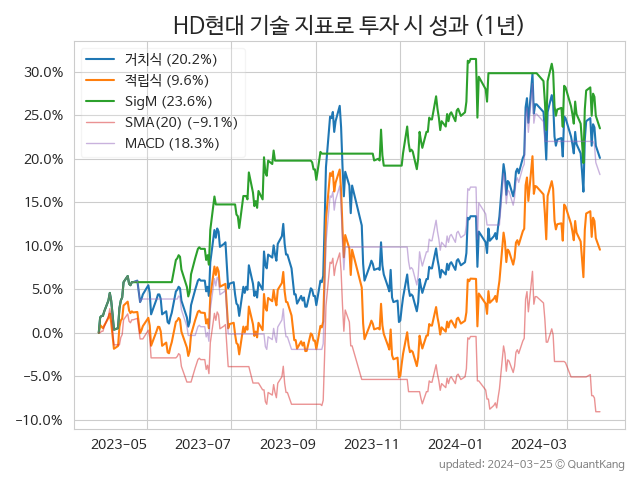 HD현대 기술 지표로 투자 시 성과 (1년)
거치식 (20.2%)
적립식 (9.6%)
SigM (23.6%)
SMA(20) (−9.1%)
MACD (18.3%)
30.0%
25.0%
20.0%
15.0%
10.0%
5.0%
0.0%
−5.0%
−10.0%
2023-05 2023-07 2023-09 2023-11 2024-01 2024-03
updated: 2024-03-25 © QuantKang